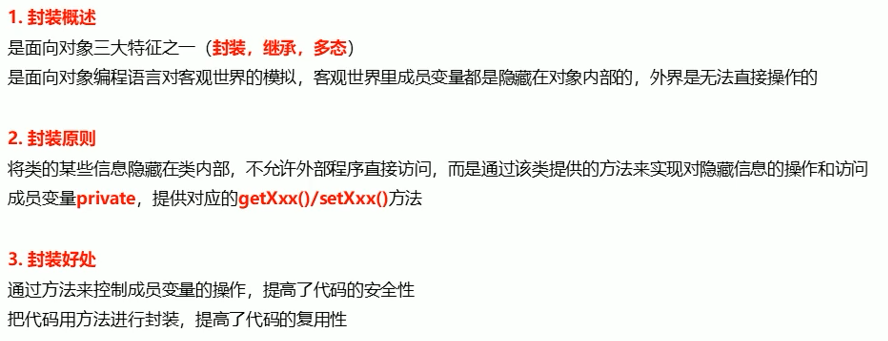 1. 封装概述
是面向对象三大特征之一（封装，继承，多态）
是面向对象编程语言对客观世界的模拟，客观世界里成员变量都是隐藏在对象内部的，外界是无法直接操作的
2. 封装原则
将类的某些信息隐藏在类内部，不允许外部程序直接访问，而是通过该类提供的方法来实现对隐藏信息的操作和访问
成员变量private，提供对应的getXxx()/setXxx()方法
3. 封装好处
通过方法来控制成员变量的操作，提高了代码的安全性
把代码用方法进行封装，提高了代码的复用性